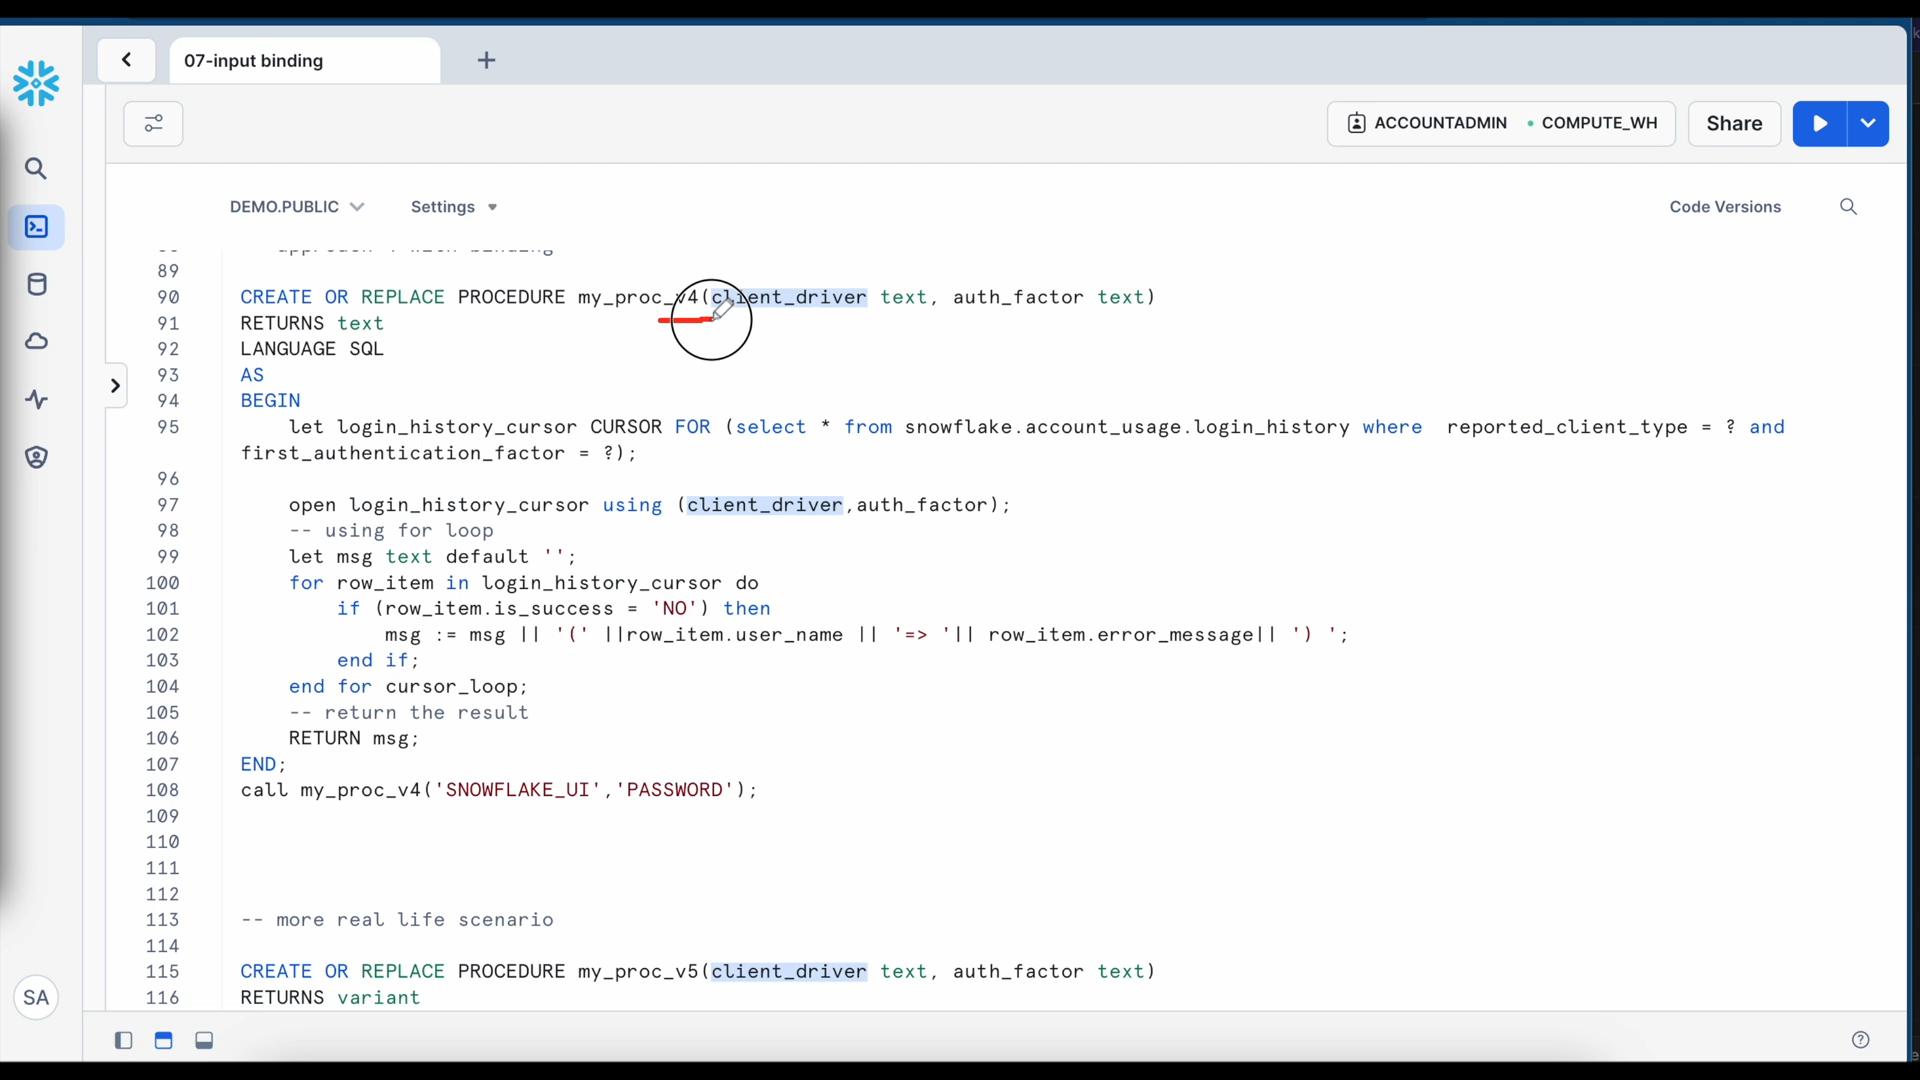 07-input binding
ACCOUNTADMIN
COMPUTE_WH
Share
DEMO.PUBLIC
Settings
Code Versions
with binding
89
90 CREATE OR REPLACE PROCEDURE my_proc_v4(client_driver text, auth_factor text)
91 RETURNS text
92 LANGUAGE SQL
93 AS
94 BEGIN
95 let login_history_cursor CURSOR FOR (select * from snowflake.account_usage.login_history where reported_client_type = ? and
first_authentication_factor = ?);
96
97 open login_history_cursor using (client_driver,auth_factor);
98 -- using for loop
99 let msg text default '';
100 for row_item in login_history_cursor do
101 if (row_item.is_success = 'NO') then
102 msg := msg || '(' ||row_item.user_name || '=> '|| row_item.error_message|| ') ';
103 end if;
104 end for cursor_loop;
105 -- return the result
106 RETURN msg;
107 END;
108 call my_proc_v4('SNOWFLAKE_UI','PASSWORD');
109
110
111
112
113 -- more real life scenario
114
115 CREATE OR REPLACE PROCEDURE my_proc_v5(client_driver text, auth_factor text)
116 RETURNS variant
SA